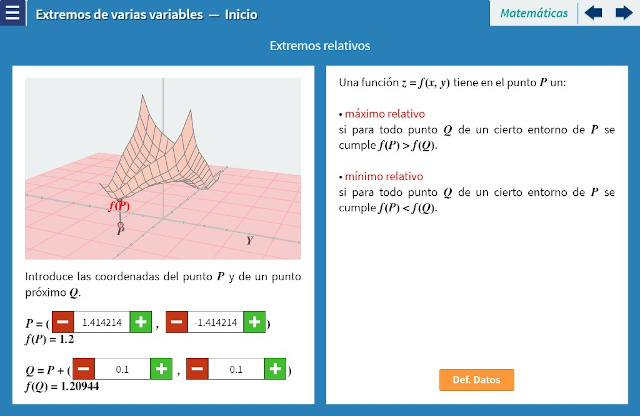 Extremos de varias variables — Inicio
Matemáticas
Extremos relativos
f(P)
P
Y
Introduce las coordenadas del punto P y de un punto
próximo Q.
P = ( − 1.414214 + , − -1.414214 + )
f(P) = 1.2
Q = P + ( − 0.1 + , − 0.1 + )
f(Q) = 1.20944
Una función z = f(x, y) tiene en el punto P un:
• máximo relativo
si para todo punto Q de un cierto entorno de P se
cumple f(P) > f(Q).
• mínimo relativo
si para todo punto Q de un cierto entorno de P se
cumple f(P) < f(Q).
Def. Datos